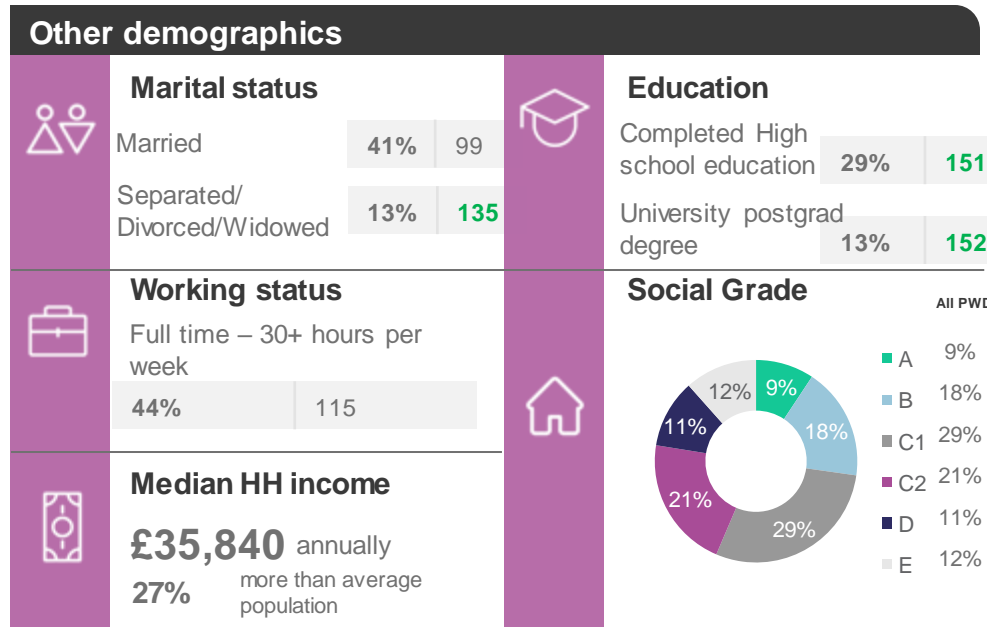 Other demographics
Marital status
Married 41% 99
Separated/
Divorced/Widowed 13% 135
Education
Completed High
school education 29% 151
University postgrad
degree 13% 152
Working status
Full time – 30+ hours per
week
44% 115
Median HH income
£35,840 annually
27% more than average
population
Social Grade
All PWD
9%
18%
29%
21%
11%
12%
A 9%
B 18%
C1 29%
C2 21%
D 11%
E 12%